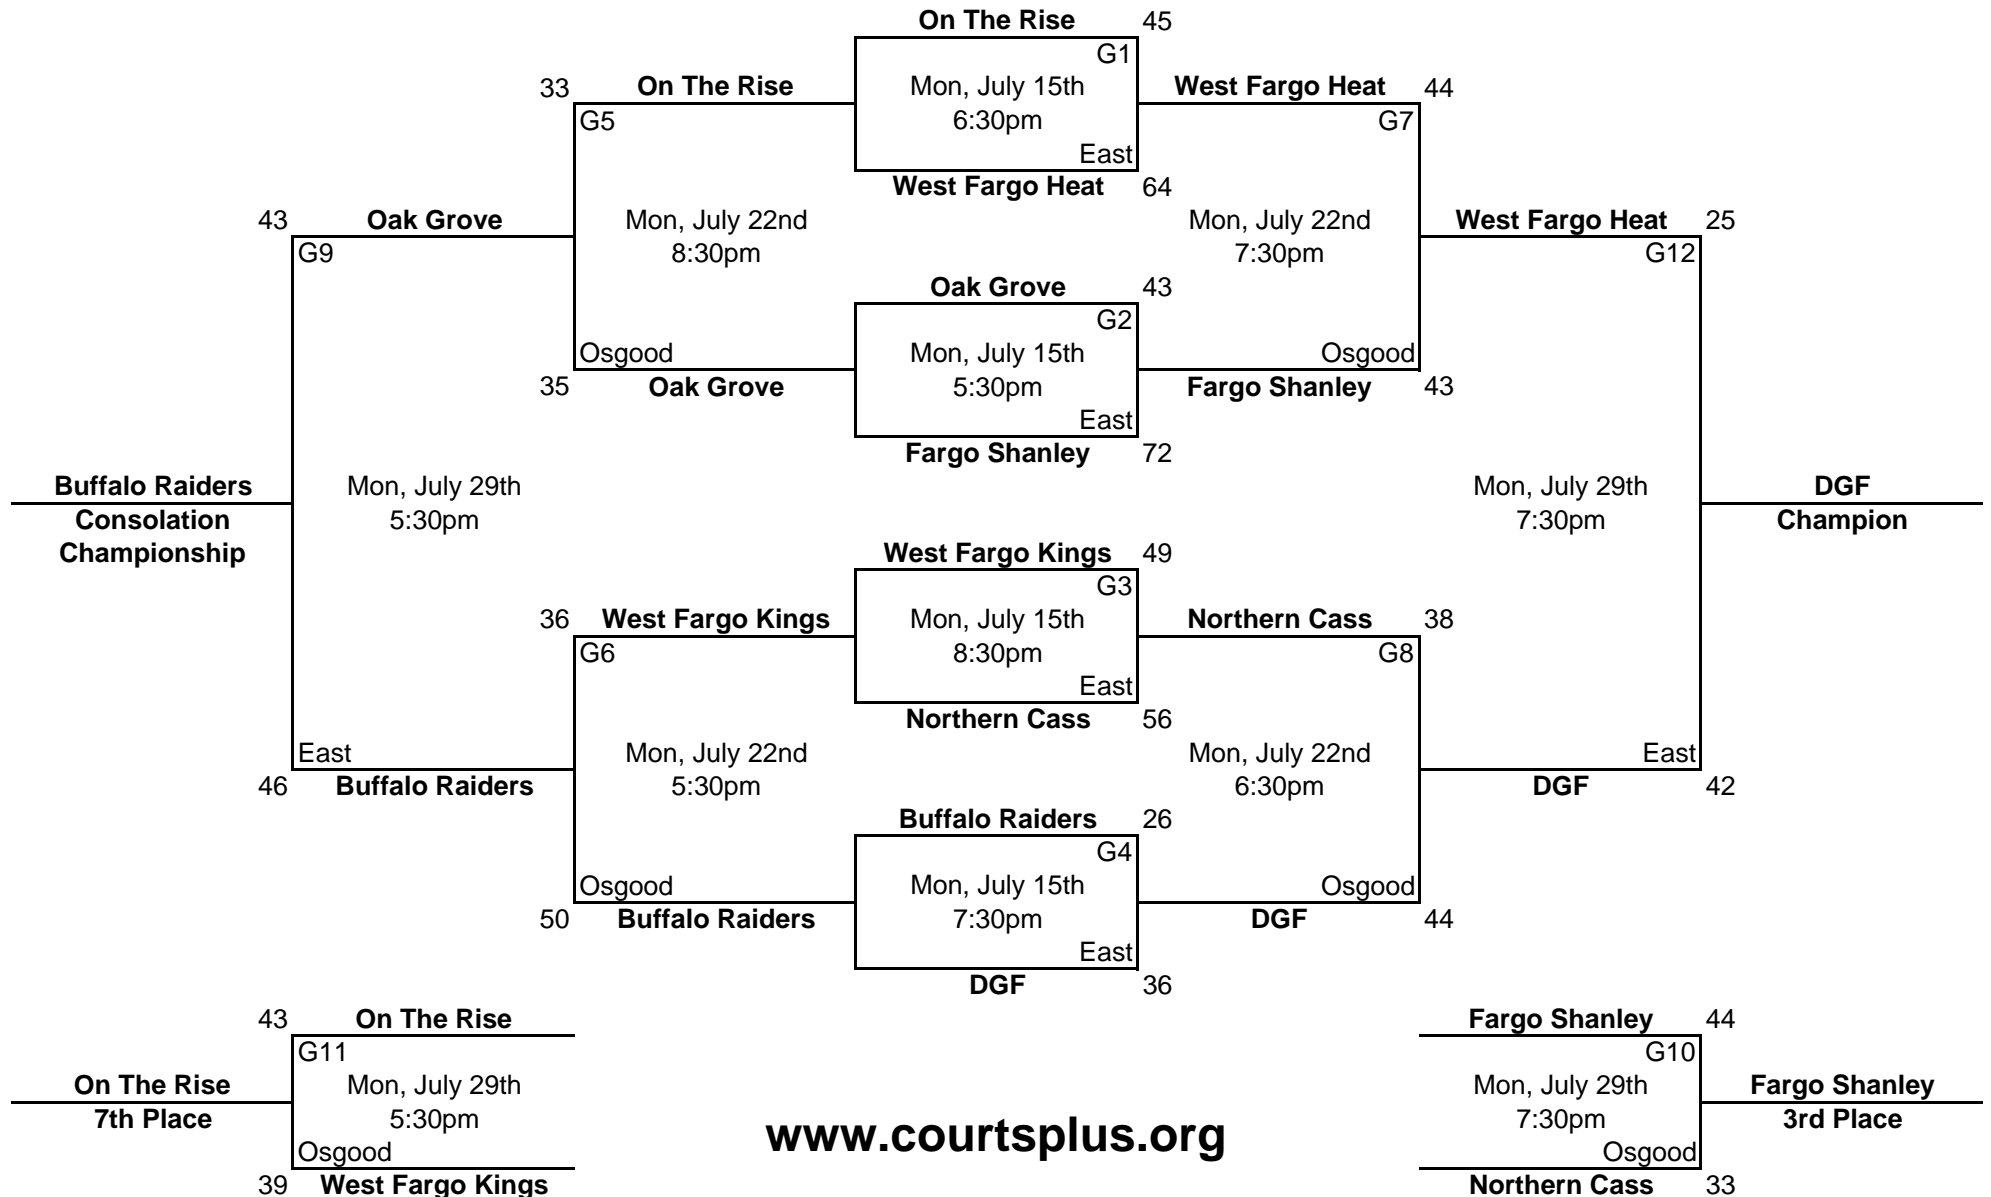 On The Rise 45
G1
33 On The Rise Mon, July 15th West Fargo Heat 44
G5 6:30pm G7
East
West Fargo Heat 64
43 Oak Grove Mon, July 22nd Mon, July 22nd West Fargo Heat 25
G9 8:30pm 7:30pm G12
Oak Grove 43
G2
Osgood Mon, July 15th Osgood
35 Oak Grove 5:30pm Fargo Shanley 43
East
Fargo Shanley 72
Buffalo Raiders Mon, July 29th Mon, July 29th DGF
Consolation 5:30pm 7:30pm Champion
Championship
West Fargo Kings 49
G3
36 West Fargo Kings Mon, July 15th Northern Cass 38
G6 8:30pm G8
East
Northern Cass 56
East Mon, July 22nd Mon, July 22nd East
46 Buffalo Raiders 5:30pm 6:30pm DGF 42
Buffalo Raiders 26
G4
Osgood Mon, July 15th Osgood
50 Buffalo Raiders 7:30pm DGF 44
East
DGF 36
43 On The Rise Fargo Shanley 44
G11 G10
On The Rise Mon, July 29th Mon, July 29th Fargo Shanley
7th Place 5:30pm www.courtsplus.org 7:30pm 3rd Place
Osgood Osgood
39 West Fargo Kings Northern Cass 33